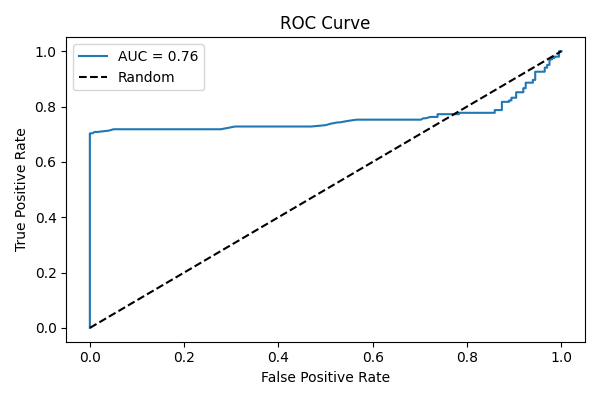 ROC Curve
AUC = 0.76
Random
True Positive Rate
1.0
0.8
0.6
0.4
0.2
0.0
0.0 0.2 0.4 0.6 0.8 1.0
False Positive Rate